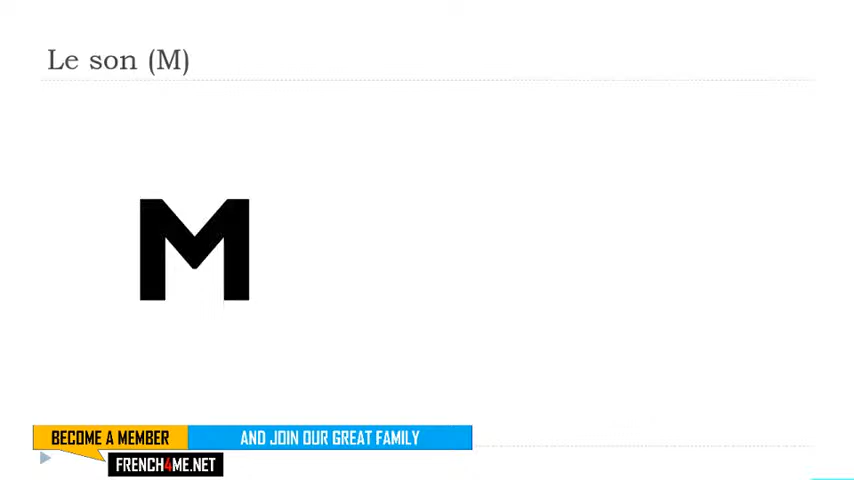 Le son (M)
M
BECOME A MEMBER
AND JOIN OUR GREAT FAMILY
FRENCH4ME.NET